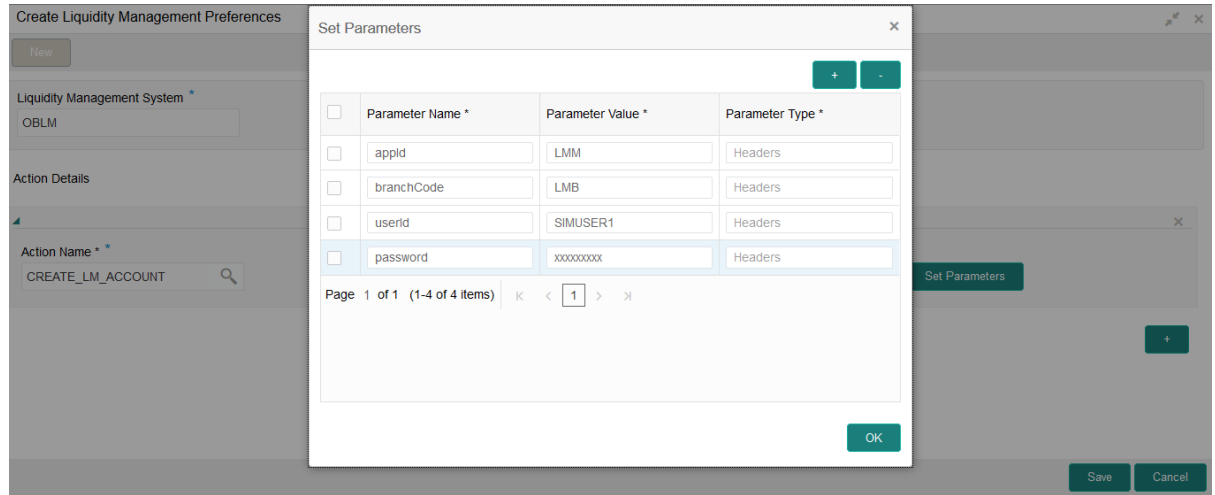 Create Liquidity Management Preferences
New
Liquidity Management System *
OBLM
Action Details
Action Name * *
CREATE_LM_ACCOUNT
Set Parameters
+
Save Cancel
Set Parameters
+ -
Parameter Name * Parameter Value * Parameter Type *
appId LMM Headers
branchCode LMB Headers
userId SIMUSER1 Headers
password xxxxxxxxx Headers
Page 1 of 1 (1-4 of 4 items) 1
OK